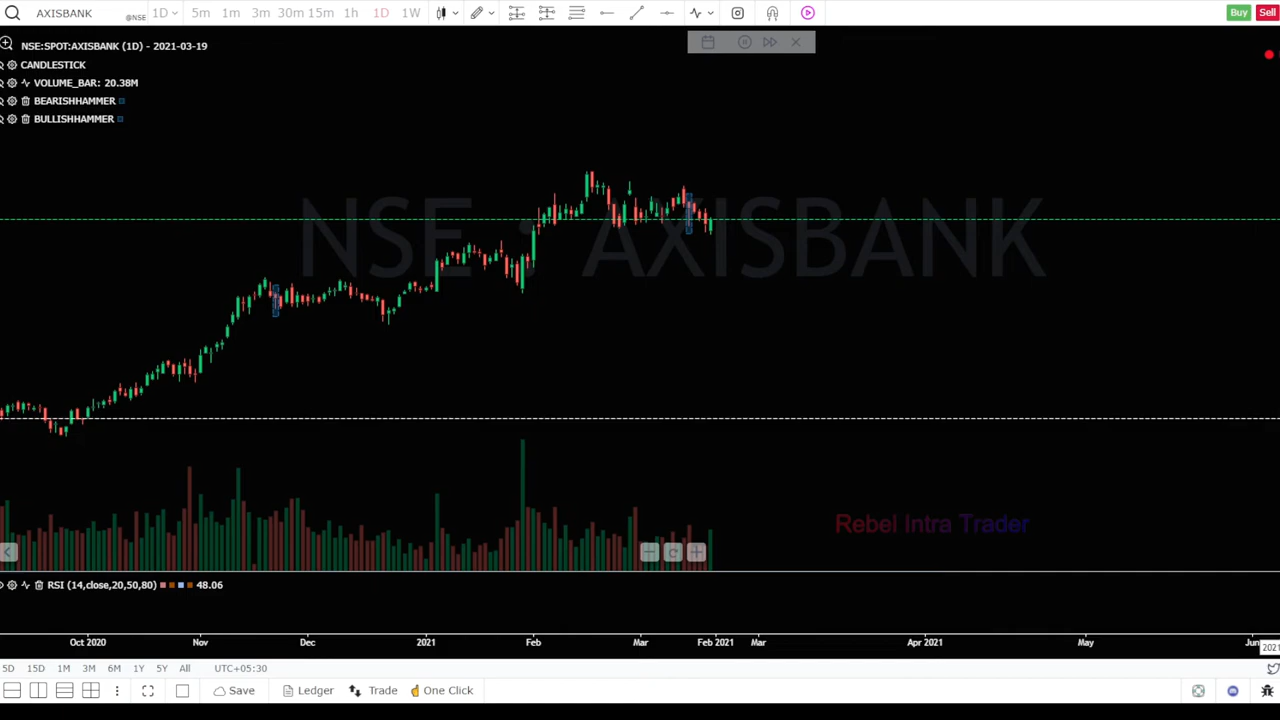 AXISBANK @NSE 1D 5m 1m 3m 30m 15m 1h 1D 1W Buy Sell
NSE:SPOT:AXISBANK (1D) - 2021-03-19
CANDLESTICK
VOLUME_BAR: 20.38M
BEARISHHAMMER
BULLISHHAMMER
NSE : AXISBANK
Rebel Intra Trader
RSI (14,close,20,50,80) 48.06
Oct 2020 Nov Dec 2021 Feb Mar Feb 2021 Mar Apr 2021 May Jun
2021
5D 15D 1M 3M 6M 1Y 5Y All UTC+05:30
Save Ledger Trade One Click